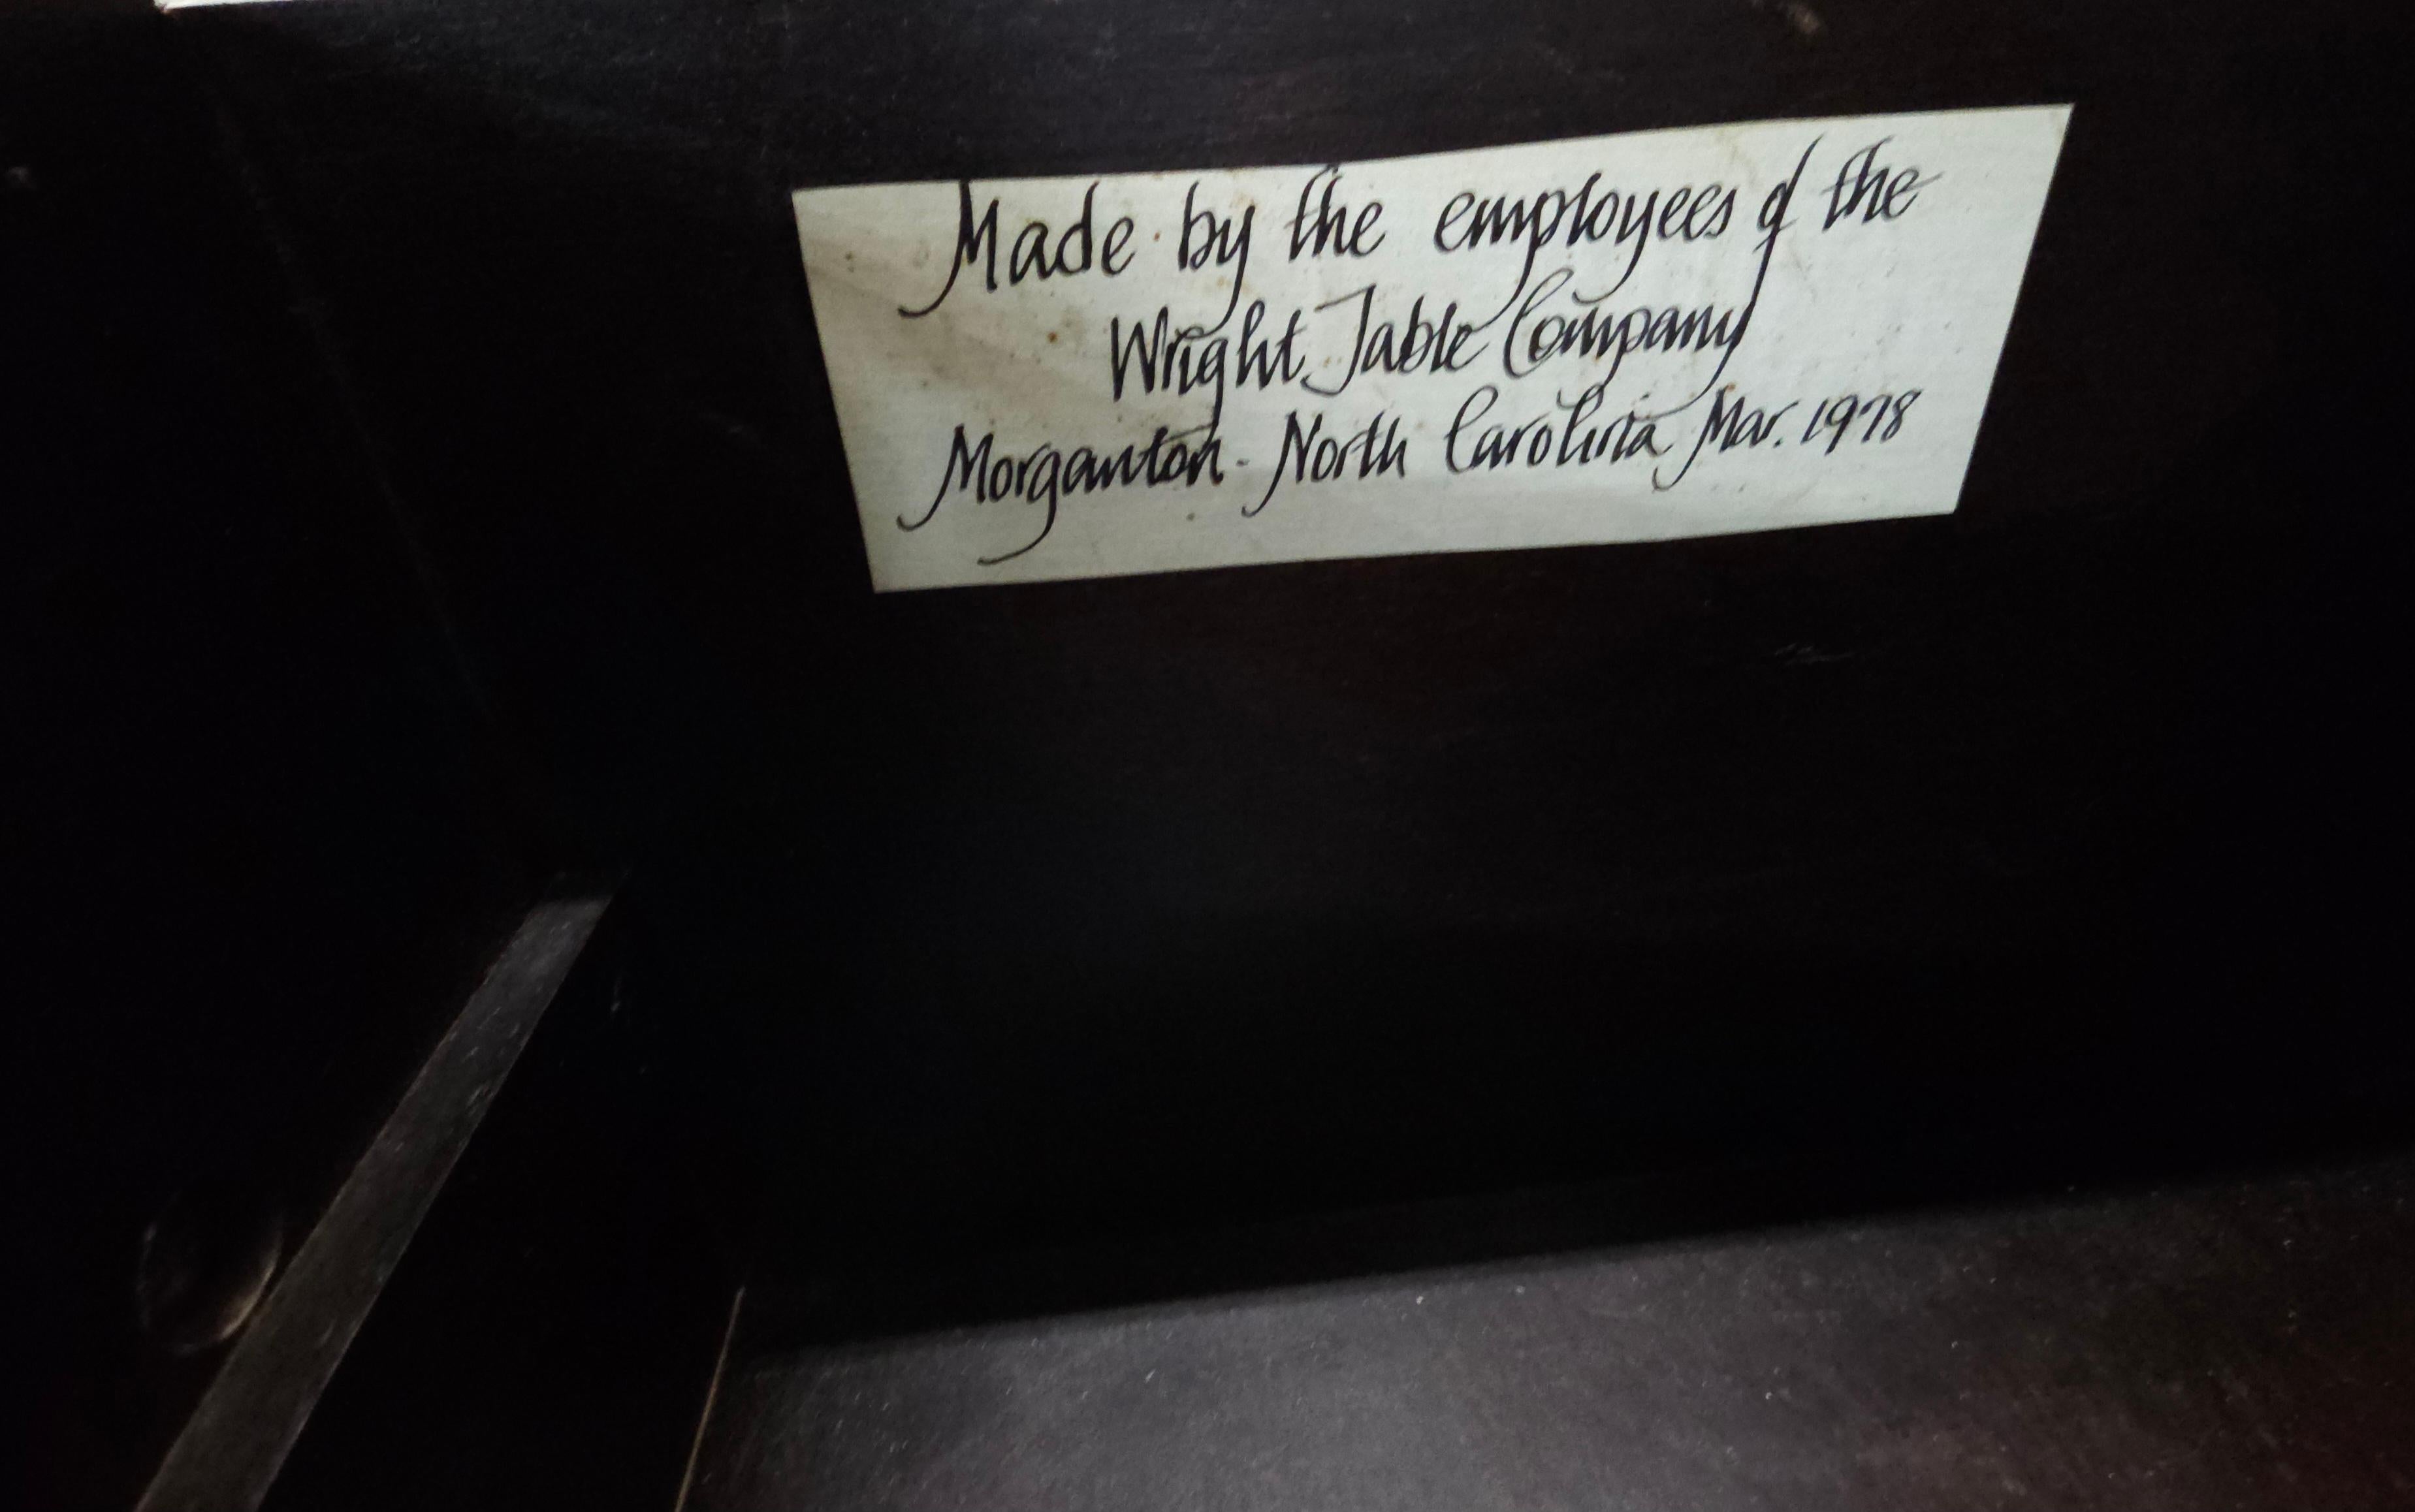 Made by the employees of the
Wright Table Company
Morganton - North Carolina Mar. 1978